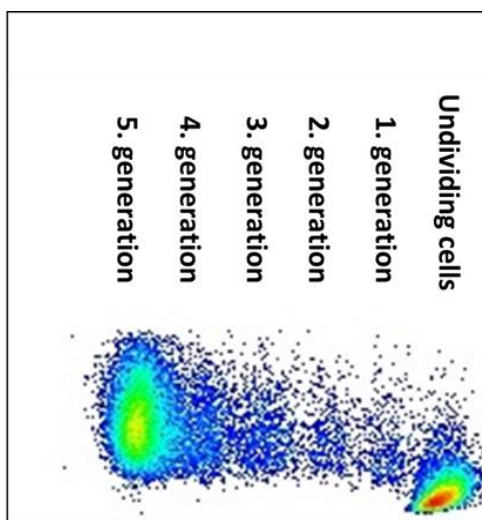 Undividing cells
1. generation
2. generation
3. generation
4. generation
5. generation